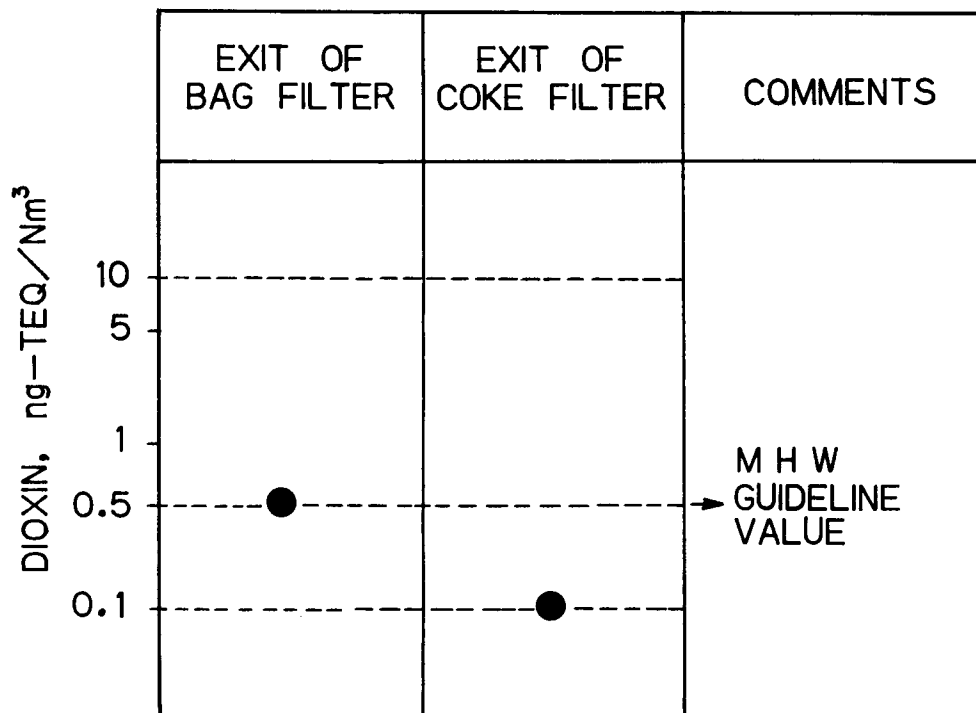 EXIT OF
BAG FILTER
EXIT OF
COKE FILTER
COMMENTS
DIOXIN, ng-TEQ/Nm³
10
5
1
0.5
0.1
M H W
GUIDELINE
VALUE